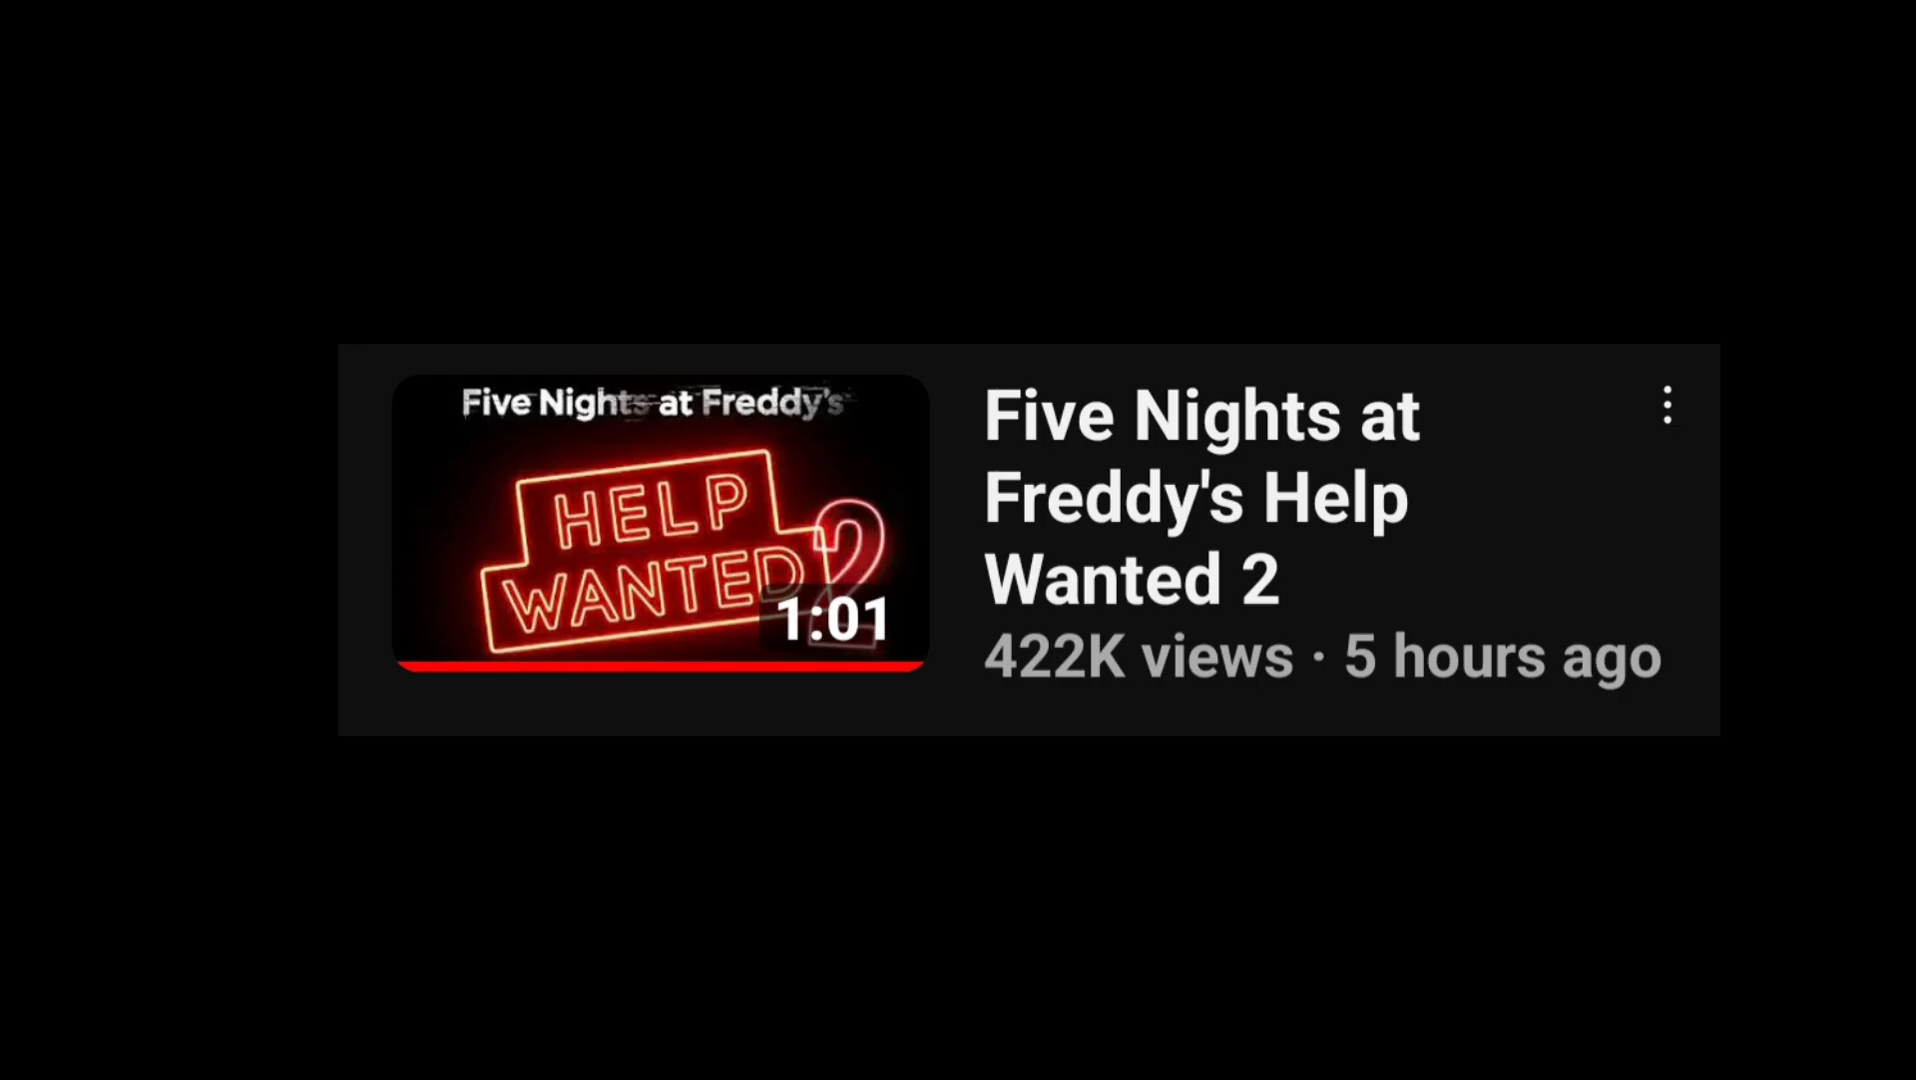 Five Nights at Freddy's
HELP
WANTED
2
1:01
Five Nights at
Freddy's Help
Wanted 2
422K views · 5 hours ago